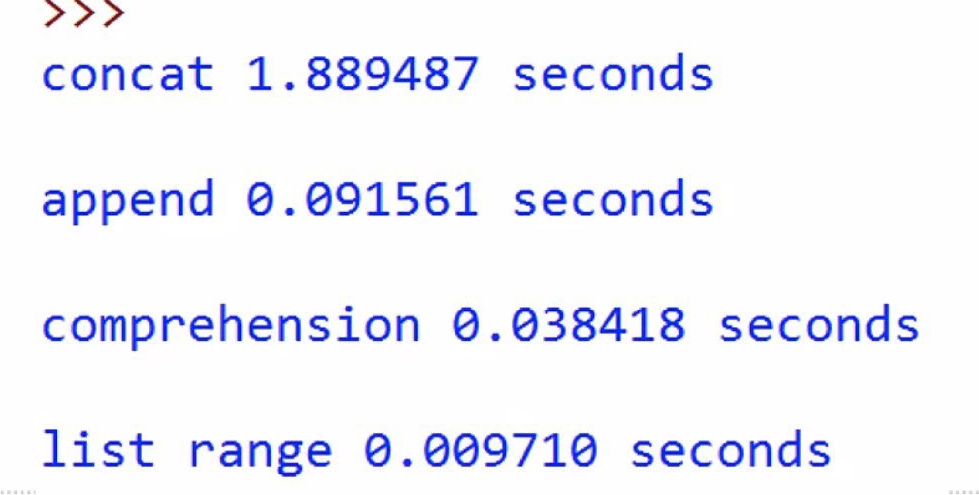 >>>
concat 1.889487 seconds
append 0.091561 seconds
comprehension 0.038418 seconds
list range 0.009710 seconds